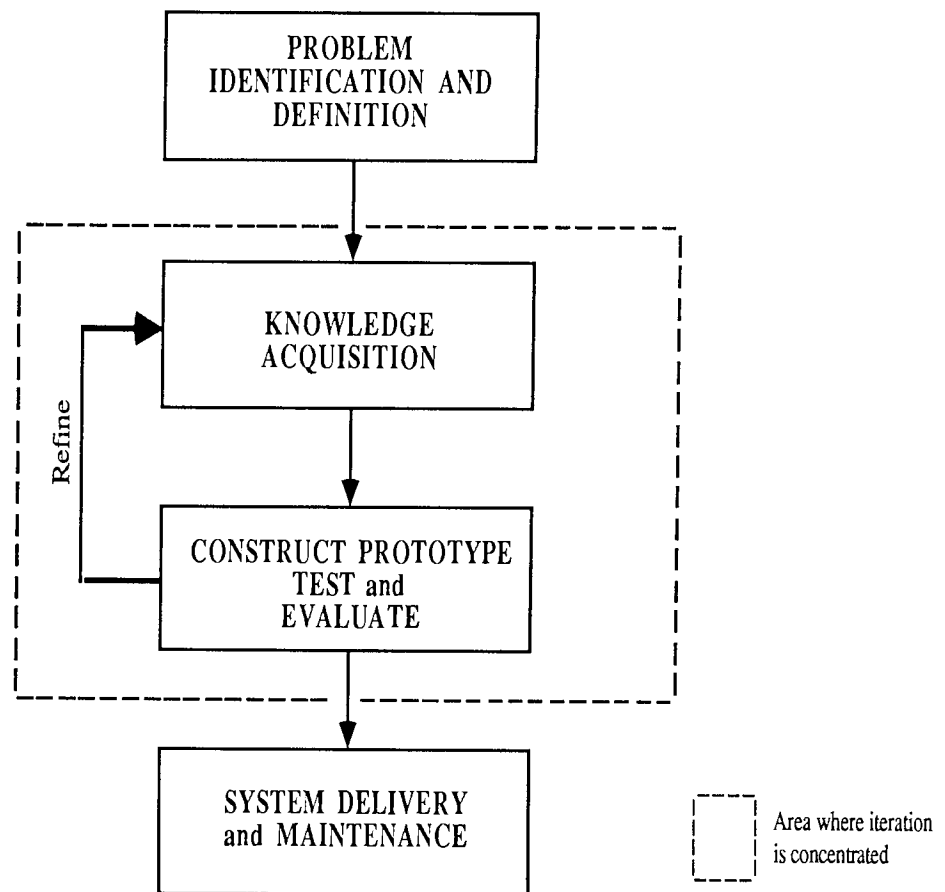 PROBLEM
IDENTIFICATION AND
DEFINITION
KNOWLEDGE
ACQUISITION
Refine
CONSTRUCT PROTOTYPE
TEST and
EVALUATE
SYSTEM DELIVERY
and MAINTENANCE
Area where iteration
is concentrated